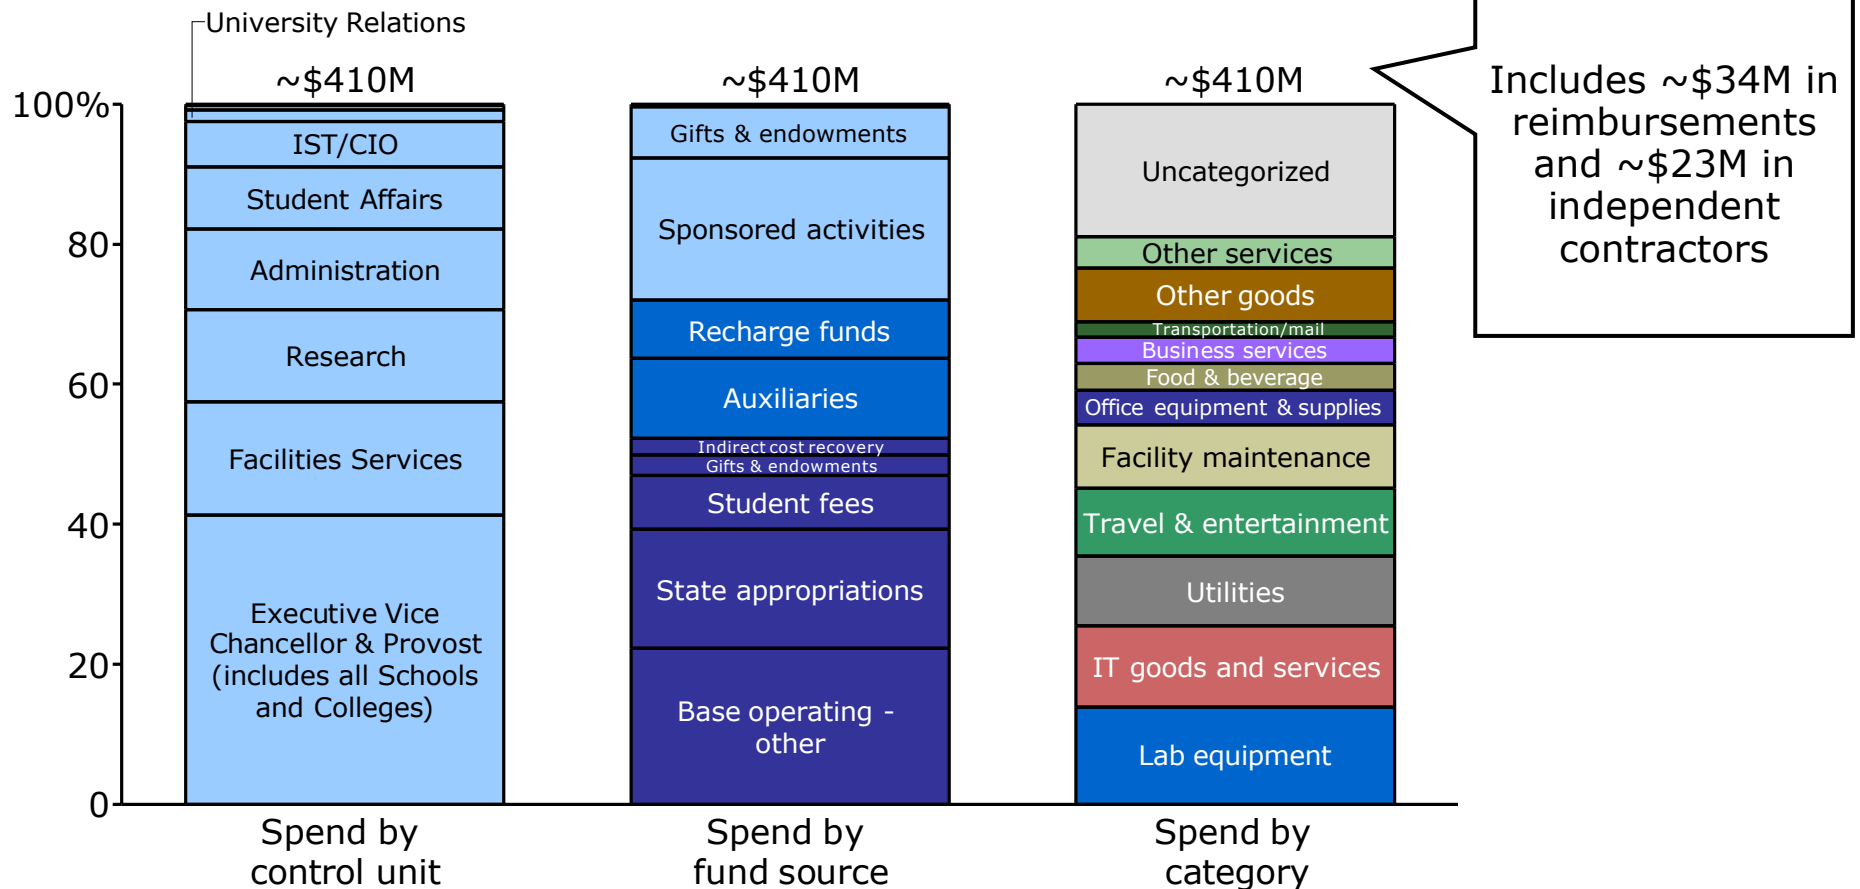 University Relations
~$410M
~$410M
~$410M
100%
80
60
40
20
0
IST/CIO
Student Affairs
Administration
Research
Facilities Services
Executive Vice
Chancellor & Provost
(includes all Schools
and Colleges)
Gifts & endowments
Sponsored activities
Recharge funds
Auxiliaries
Indirect cost recovery
Gifts & endowments
Student fees
State appropriations
Base operating -
other
Uncategorized
Other services
Other goods
Transportation/mail
Business services
Food & beverage
Office equipment & supplies
Facility maintenance
Travel & entertainment
Utilities
IT goods and services
Lab equipment
Includes ~$34M in
reimbursements
and ~$23M in
independent
contractors
Spend by
control unit
Spend by
fund source
Spend by
category